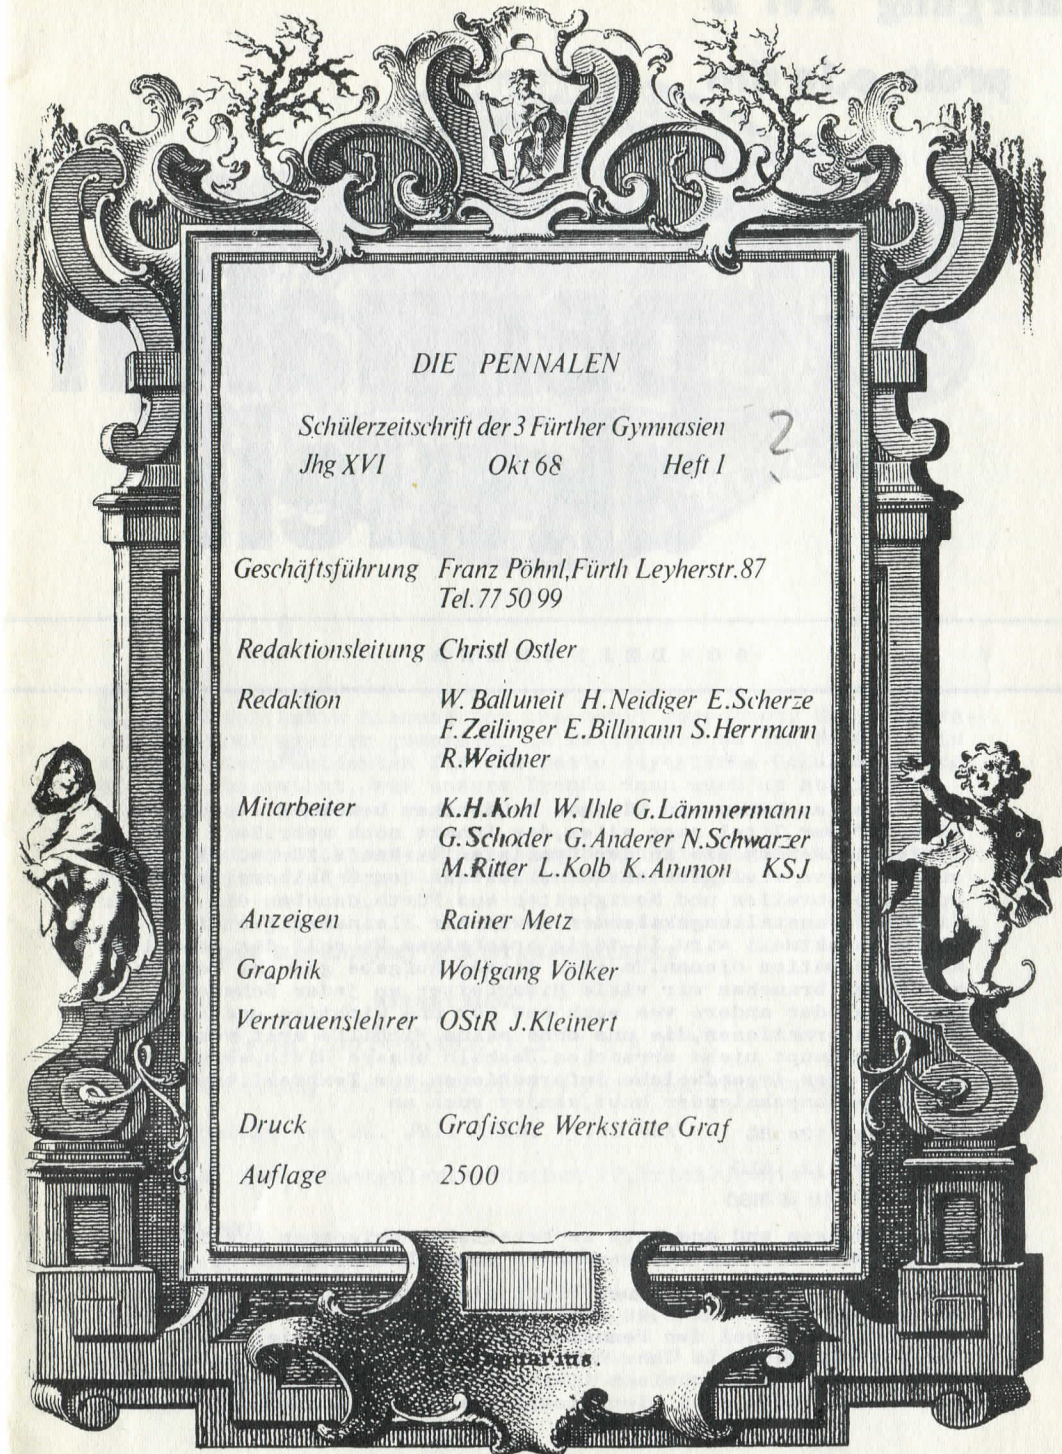 DIE PENNALEN
Schülerzeitschrift der 3 Fürther Gymnasien
2
Jhg XVI Okt 68 Heft 1
Geschäftsführung Franz Pöhnl, Fürth Leyherstr. 87
Tel. 77 50 99
Redaktionsleitung Christl Ostler
Redaktion W. Balluneit H. Neidiger E. Scherze
F. Zeilinger E. Billmann S. Herrmann
R. Weidner
Mitarbeiter K.H. Kohl W. Ihle G. Lämmermann
G. Schoder G. Anderer N. Schwarzer
M. Ritter L. Kolb K. Ammon KSJ
Anzeigen Rainer Metz
Graphik Wolfgang Völker
Vertrauenslehrer OStR J. Kleinert
Druck Grafische Werkstätte Graf
Auflage 2500
Januarius.